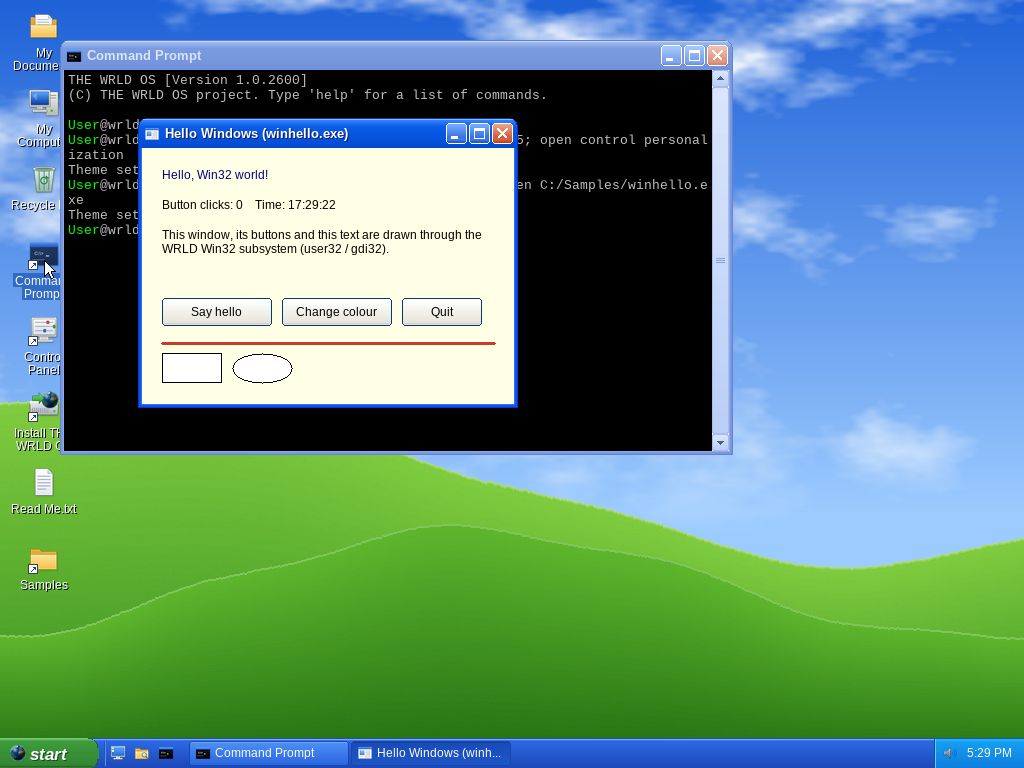 My
Docume
My
Comput
Recycle
Comman
Promp
Contro
Panel
Install TH
WRLD O
Read Me.txt
Samples
Command Prompt
THE WRLD OS [Version 1.0.2600]
(C) THE WRLD OS project. Type 'help' for a list of commands.
User@wrld
User@wrld 5; open control personal
ization
Theme set
User@wrld en C:/Samples/winhello.e
xe
Theme set
User@wrld
Hello Windows (winhello.exe)
Hello, Win32 world!
Button clicks: 0 Time: 17:29:22
This window, its buttons and this text are drawn through the
WRLD Win32 subsystem (user32 / gdi32).
Say hello Change colour Quit
start Command Prompt Hello Windows (winh... 5:29 PM